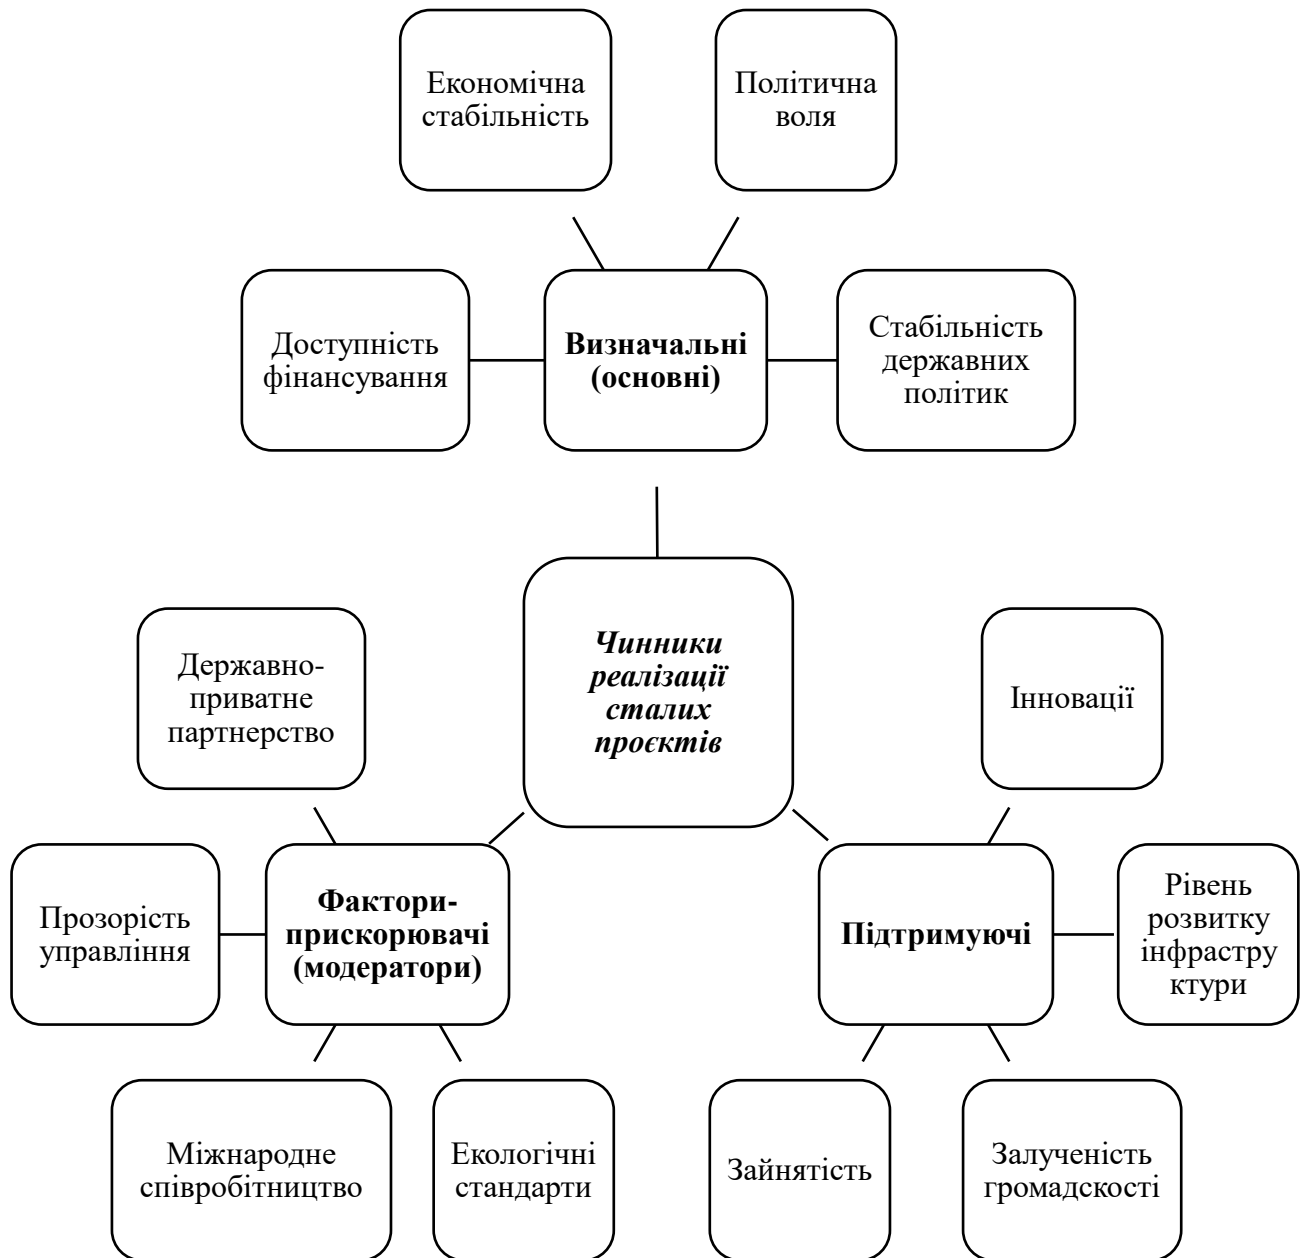 Економічна
стабільність
Політична
воля
Доступність
фінансування
Визначальні
(основні)
Стабільність
державних
політик
Чинники
реалізації
сталих
проєктів
Державно-
приватне
партнерство
Інновації
Прозорість
управління
Фактори-
прискорювачі
(модератори)
Підтримуючі
Рівень
розвитку
інфрастру
ктури
Міжнародне
співробітництво
Екологічні
стандарти
Зайнятість
Залученість
громадскості